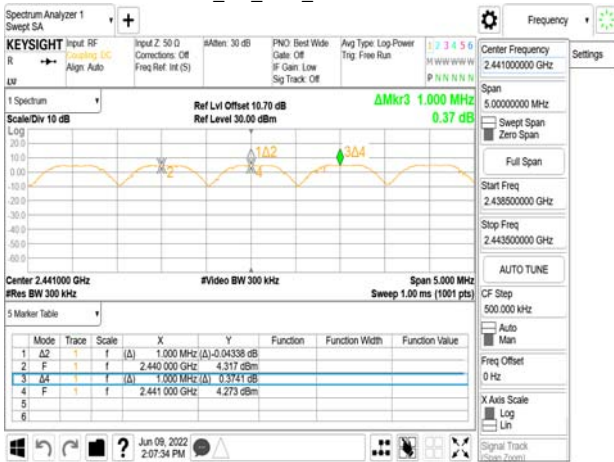 Spectrum Analyzer 1
Swept SA
+
Frequency
KEYSIGHT Input: RF
R
Coupling: DC
Align: Auto
LV
Input Z: 50 Ω
Corrections: Off
Freq Ref: Int (S)
#Atten: 30 dB
PNO: Best Wide
Gate: Off
IF Gain: Low
Sig Track: Off
Avg Type: Log-Power
Trig: Free Run
1 2 3 4 5 6
M W W W W W
P N N N N N
Center Frequency
2.441000000 GHz
Settings
1 Spectrum
Scale/Div 10 dB
Ref Lvl Offset 10.70 dB
Ref Level 30.00 dBm
ΔMkr3 1.000 MHz
0.37 dB
Log
20.0
10.0
0.00
-10.0
-20.0
-30.0
-40.0
-50.0
-60.0
2
1Δ2
4
3Δ4
Center 2.441000 GHz
#Res BW 300 kHz
#Video BW 300 kHz
Span 5.000 MHz
Sweep 1.00 ms (1001 pts)
Span
5.00000000 MHz
Swept Span
Zero Span
Full Span
Start Freq
2.438500000 GHz
Stop Freq
2.443500000 GHz
AUTO TUNE
CF Step
500.000 kHz
Auto
Man
Freq Offset
0 Hz
X Axis Scale
Log
Lin
Signal Track
(Span Zoom)
5 Marker Table
Mode Trace Scale X Y Function Function Width Function Value
1 Δ2 1 f (Δ) 1.000 MHz (Δ) -0.04338 dB
2 F 1 f 2.440 000 GHz 4.317 dBm
3 Δ4 1 f (Δ) 1.000 MHz (Δ) 0.3741 dB
4 F 1 f 2.441 000 GHz 4.273 dBm
5
6
?
Jun 09, 2022
2:07:34 PM